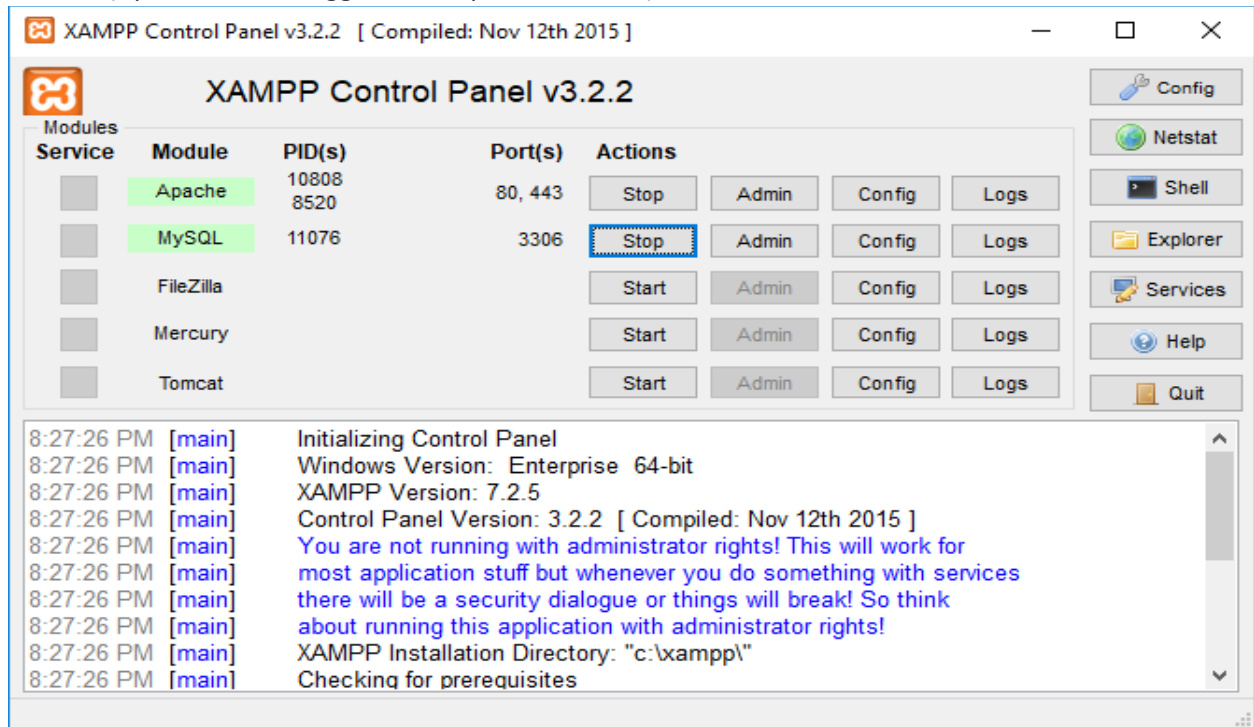 XAMPP Control Panel v3.2.2 [ Compiled: Nov 12th 2015 ]
XAMPP Control Panel v3.2.2
Config
Modules
Service Module PID(s) Port(s) Actions
Netstat
Apache 10808 8520 80, 443 Stop Admin Config Logs
Shell
MySQL 11076 3306 Stop Admin Config Logs
Explorer
FileZilla Start Admin Config Logs
Services
Mercury Start Admin Config Logs
Help
Tomcat Start Admin Config Logs
Quit
8:27:26 PM [main] Initializing Control Panel
8:27:26 PM [main] Windows Version: Enterprise 64-bit
8:27:26 PM [main] XAMPP Version: 7.2.5
8:27:26 PM [main] Control Panel Version: 3.2.2 [ Compiled: Nov 12th 2015 ]
8:27:26 PM [main] You are not running with administrator rights! This will work for
8:27:26 PM [main] most application stuff but whenever you do something with services
8:27:26 PM [main] there will be a security dialogue or things will break! So think
8:27:26 PM [main] about running this application with administrator rights!
8:27:26 PM [main] XAMPP Installation Directory: "c:\xampp\"
8:27:26 PM [main] Checking for prerequisites